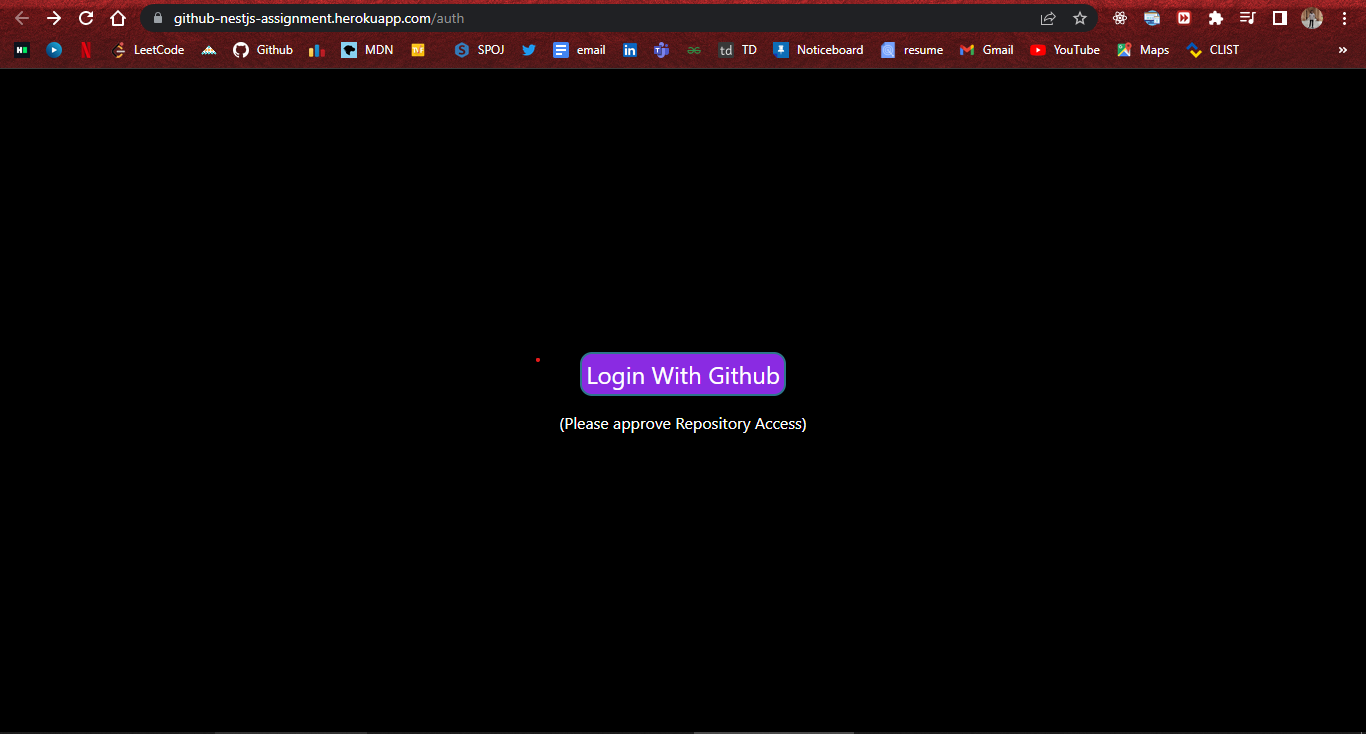 github-nestjs-assignment.herokuapp.com/auth
LeetCode Github MDN SPOJ email in TD Noticeboard resume Gmail YouTube Maps CLIST »
Login With Github
(Please approve Repository Access)